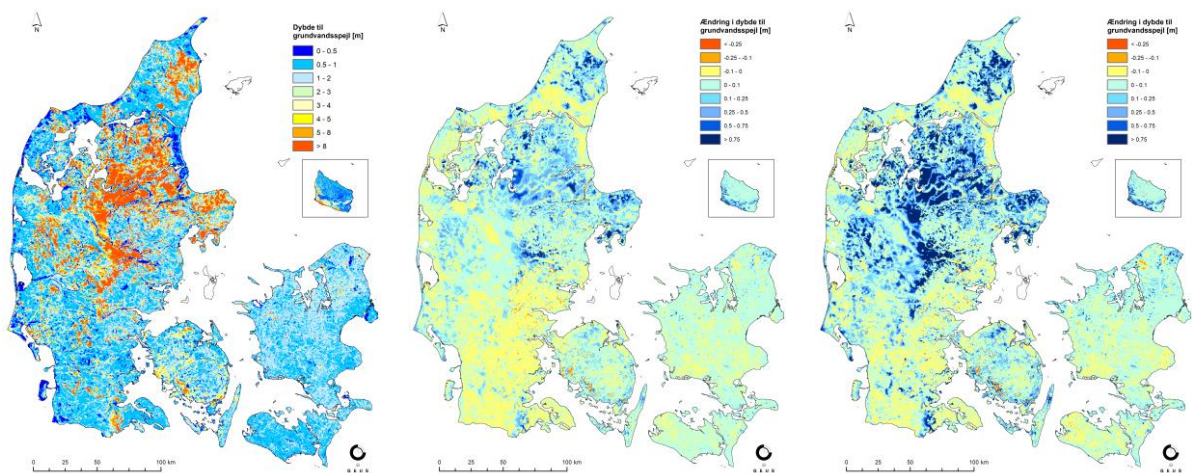 N
Dybde til
grundvandsspejl [m]
0 - 0.5
0.5 - 1
1 - 2
2 - 3
3 - 4
4 - 5
5 - 8
> 8
0 25 50 100 km
G E U S
N
Ændring i dybde til
grundvandsspejl [m]
< -0.25
-0.25 - -0.1
-0.1 - 0
0 - 0.1
0.1 - 0.25
0.25 - 0.5
0.5 - 0.75
> 0.75
0 25 50 100 km
G E U S
N
Ændring i dybde til
grundvandsspejl [m]
< -0.25
-0.25 - -0.1
-0.1 - 0
0 - 0.1
0.1 - 0.25
0.25 - 0.5
0.5 - 0.75
> 0.75
0 25 50 100 km
G E U S